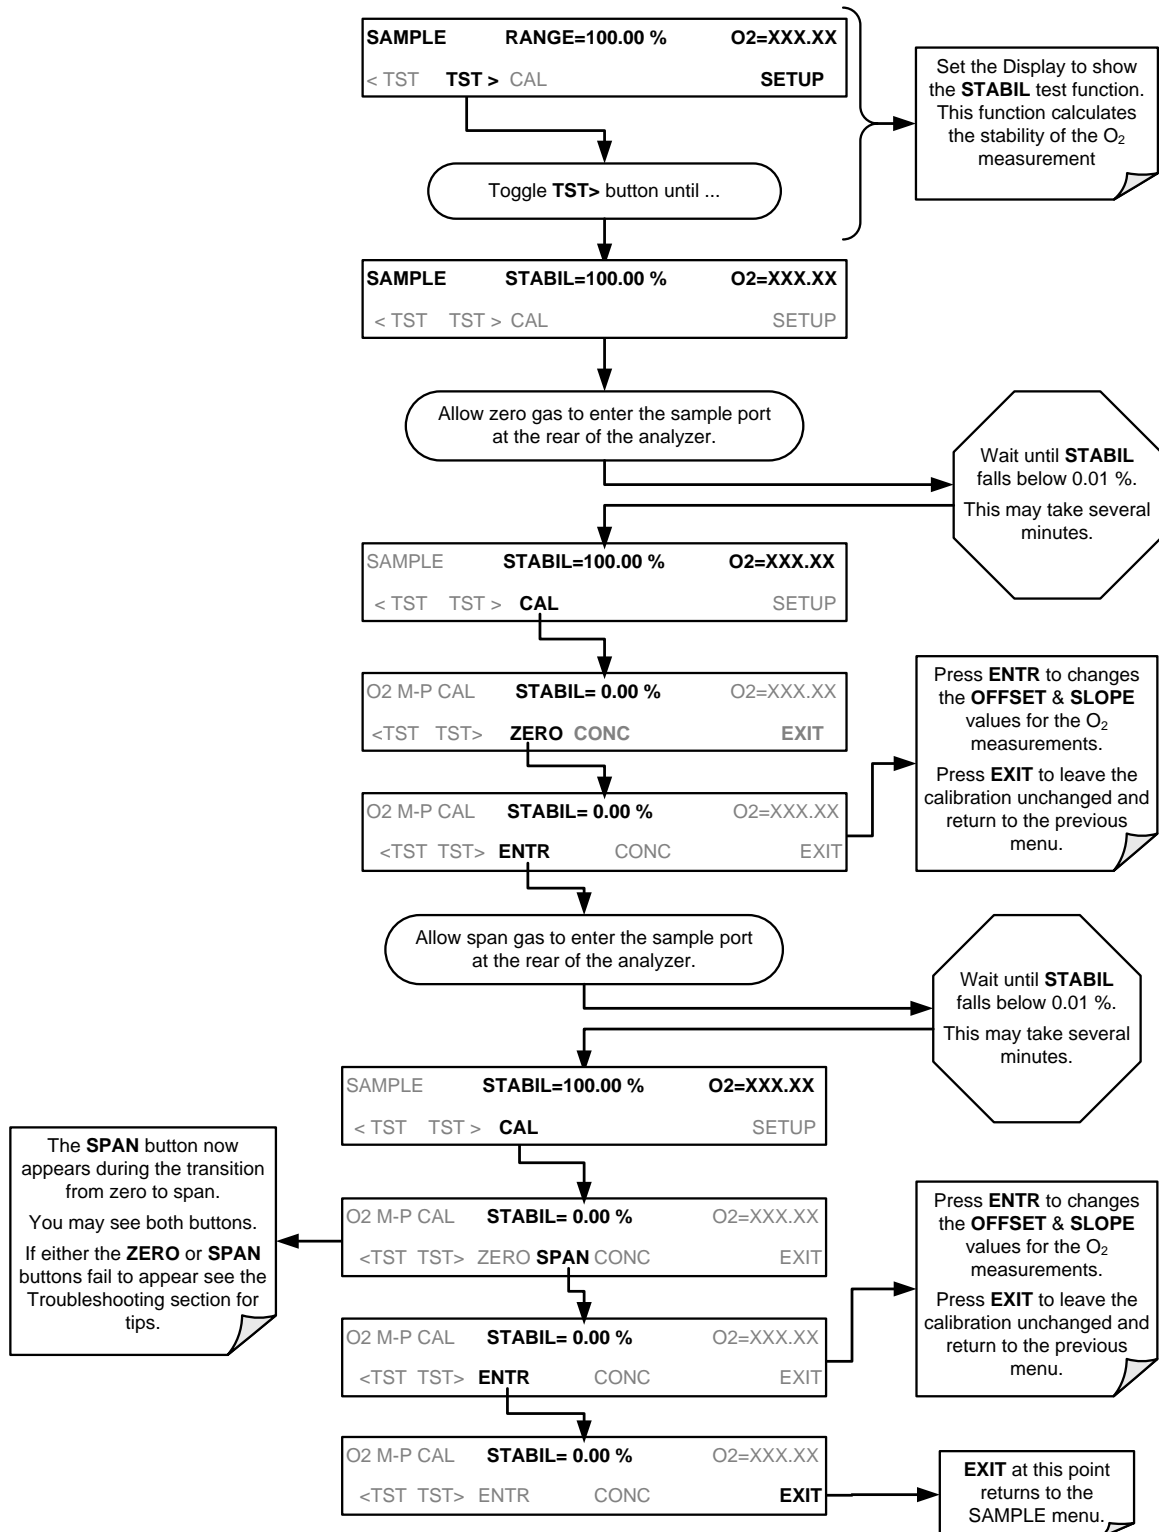 SAMPLE RANGE=100.00 % O2=XXX.XX
< TST TST > CAL SETUP
Set the Display to show
the STABIL test function.
This function calculates
the stability of the O2
measurement
Toggle TST> button until ...
SAMPLE STABIL=100.00 % O2=XXX.XX
< TST TST > CAL SETUP
Allow zero gas to enter the sample port
at the rear of the analyzer.
Wait until STABIL
falls below 0.01 %.
This may take several
minutes.
SAMPLE STABIL=100.00 % O2=XXX.XX
< TST TST > CAL SETUP
O2 M-P CAL STABIL= 0.00 % O2=XXX.XX
<TST TST> ZERO CONC EXIT
O2 M-P CAL STABIL= 0.00 % O2=XXX.XX
<TST TST> ENTR CONC EXIT
Press ENTR to changes
the OFFSET & SLOPE
values for the O2
measurements.
Press EXIT to leave the
calibration unchanged and
return to the previous
menu.
Allow span gas to enter the sample port
at the rear of the analyzer.
Wait until STABIL
falls below 0.01 %.
This may take several
minutes.
SAMPLE STABIL=100.00 % O2=XXX.XX
< TST TST > CAL SETUP
The SPAN button now
appears during the transition
from zero to span.
You may see both buttons.
If either the ZERO or SPAN
buttons fail to appear see the
Troubleshooting section for
tips.
O2 M-P CAL STABIL= 0.00 % O2=XXX.XX
<TST TST> ZERO SPAN CONC EXIT
O2 M-P CAL STABIL= 0.00 % O2=XXX.XX
<TST TST> ENTR CONC EXIT
Press ENTR to changes
the OFFSET & SLOPE
values for the O2
measurements.
Press EXIT to leave the
calibration unchanged and
return to the previous
menu.
O2 M-P CAL STABIL= 0.00 % O2=XXX.XX
<TST TST> ENTR CONC EXIT
EXIT at this point
returns to the
SAMPLE menu.